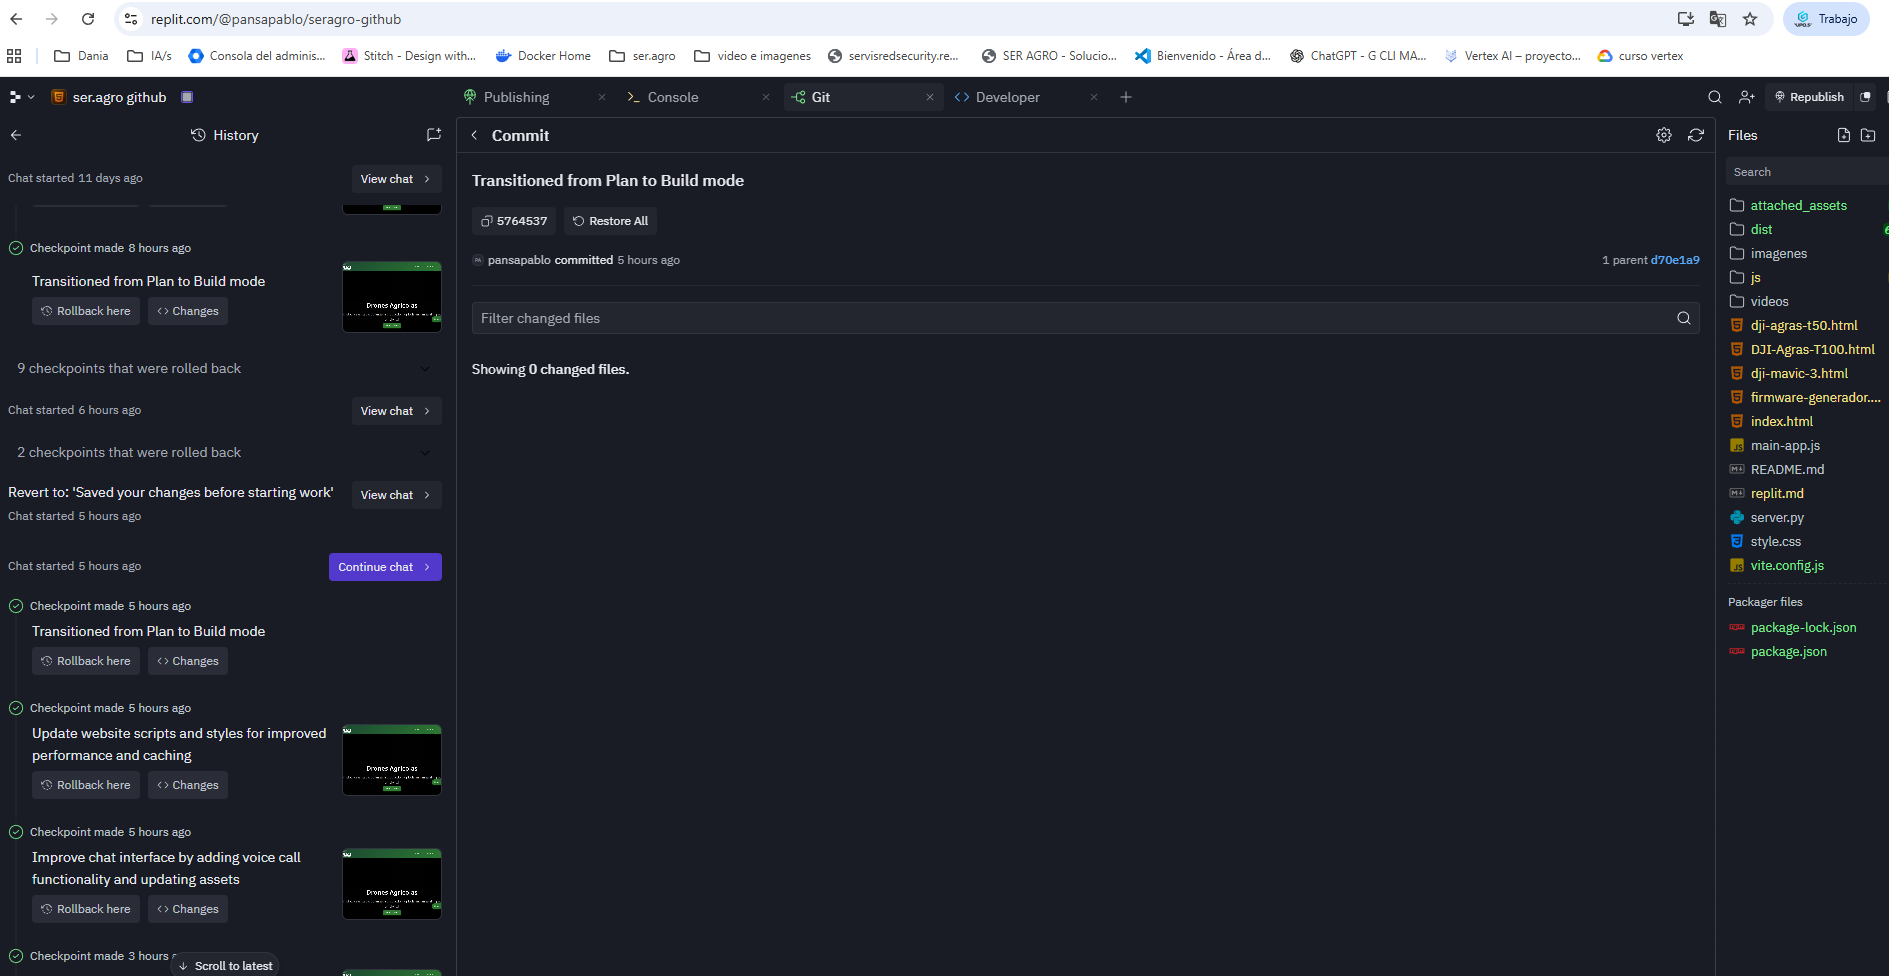 replit.com/@pansapablo/seragro-github
Trabajo
Dania
IA/s
Consola del adminis...
Stitch - Design with...
Docker Home
ser.agro
video e imagenes
servisredsecurity.re...
SER AGRO - Solucio...
Bienvenido - Área d...
ChatGPT - G CLI MA...
Vertex AI – proyecto...
curso vertex
ser.agro github
Publishing
Console
Git
Developer
Republish
History
Chat started 11 days ago
View chat
Checkpoint made 8 hours ago
Transitioned from Plan to Build mode
Rollback here
Changes
Drones Agrícolas
9 checkpoints that were rolled back
Chat started 6 hours ago
View chat
2 checkpoints that were rolled back
Revert to: 'Saved your changes before starting work'
View chat
Chat started 5 hours ago
Chat started 5 hours ago
Continue chat
Checkpoint made 5 hours ago
Transitioned from Plan to Build mode
Rollback here
Changes
Checkpoint made 5 hours ago
Update website scripts and styles for improved
performance and caching
Rollback here
Changes
Drones Agrícolas
Checkpoint made 5 hours ago
Improve chat interface by adding voice call
functionality and updating assets
Rollback here
Changes
Drones Agrícolas
Checkpoint made 3 hours
Scroll to latest
Commit
Transitioned from Plan to Build mode
5764537
Restore All
PA
pansapablo committed 5 hours ago
1 parent d70e1a9
Filter changed files
Showing 0 changed files.
Files
Search
attached_assets
dist
imagenes
js
videos
dji-agras-t50.html
DJI-Agras-T100.html
dji-mavic-3.html
firmware-generador....
index.html
main-app.js
README.md
replit.md
server.py
style.css
vite.config.js
Packager files
package-lock.json
package.json